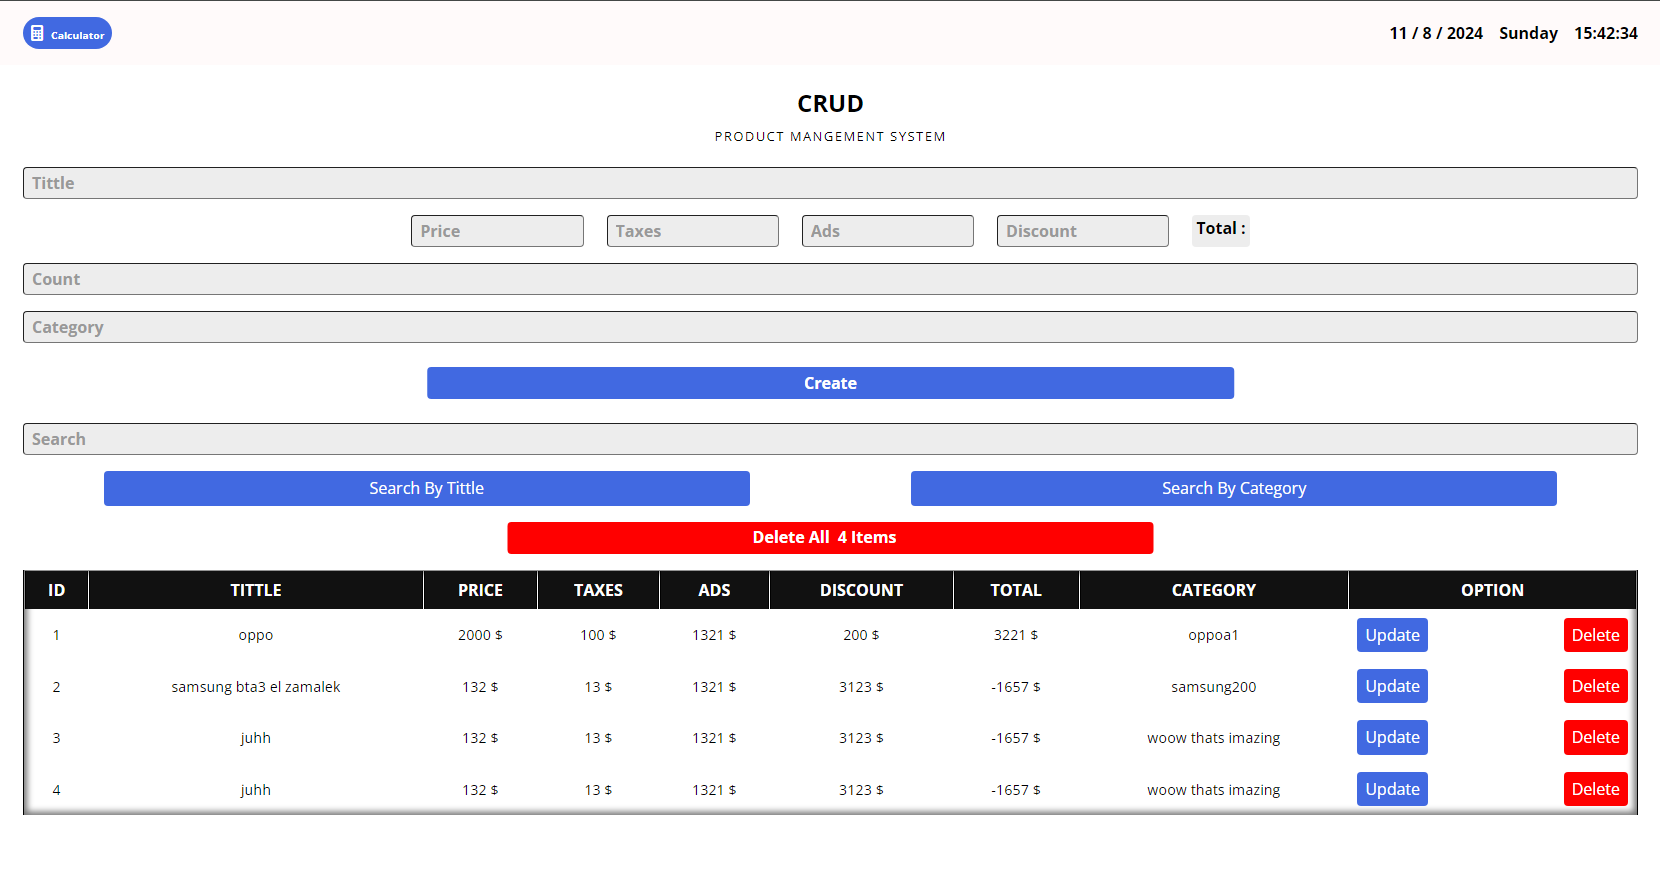 Calculator
11 / 8 / 2024 Sunday 15:42:34
CRUD
PRODUCT MANGEMENT SYSTEM
Tittle
Price Taxes Ads Discount Total :
Count
Category
Create
Search
Search By Tittle Search By Category
Delete All 4 Items
ID TITTLE PRICE TAXES ADS DISCOUNT TOTAL CATEGORY OPTION
1 oppo 2000 $ 100 $ 1321 $ 200 $ 3221 $ oppoa1 Update Delete
2 samsung bta3 el zamalek 132 $ 13 $ 1321 $ 3123 $ -1657 $ samsung200 Update Delete
3 juhh 132 $ 13 $ 1321 $ 3123 $ -1657 $ woow thats imazing Update Delete
4 juhh 132 $ 13 $ 1321 $ 3123 $ -1657 $ woow thats imazing Update Delete